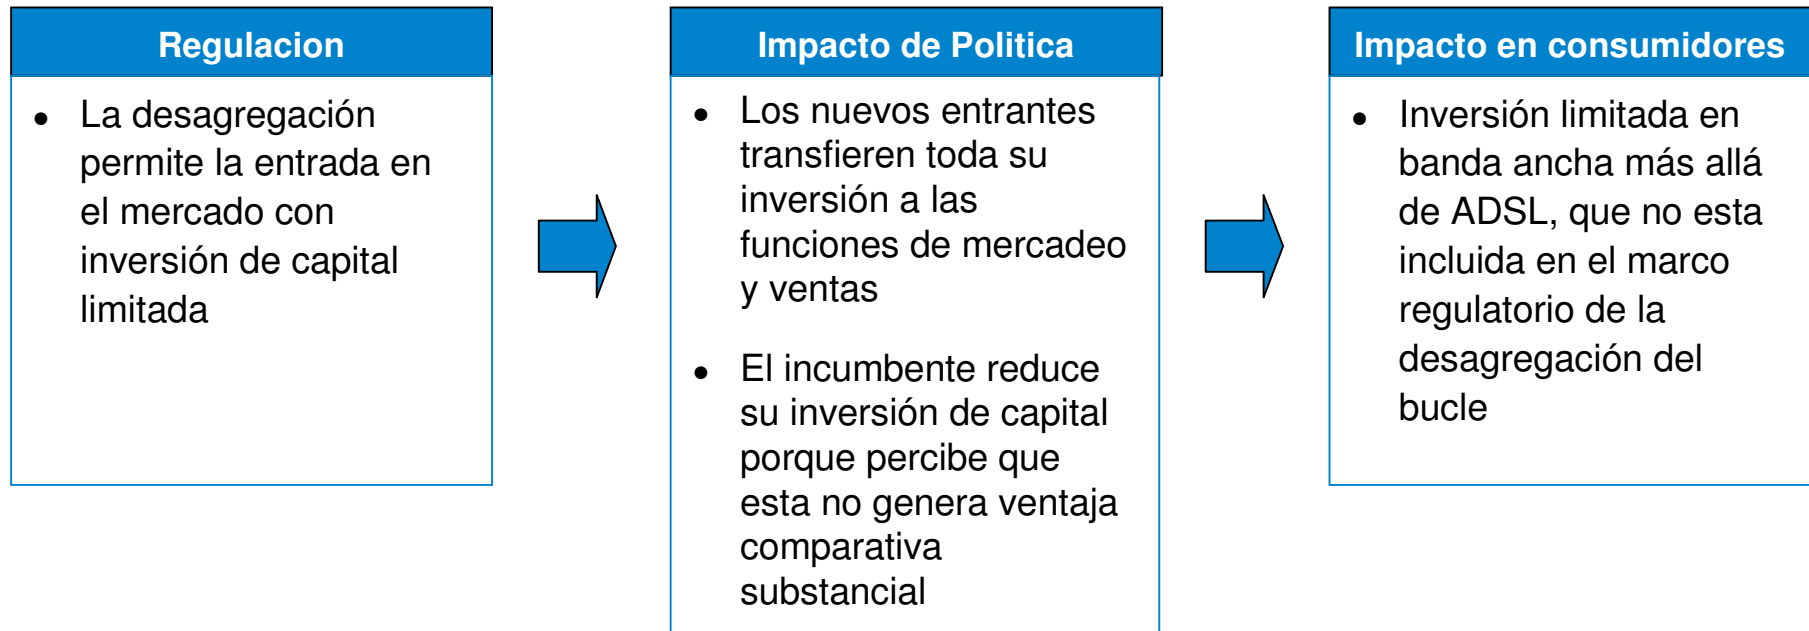 Regulacion
• La desagregación
permite la entrada en
el mercado con
inversión de capital
limitada
Impacto de Politica
• Los nuevos entrantes
transfieren toda su
inversión a las
funciones de mercadeo
y ventas
• El incumbente reduce
su inversión de capital
porque percibe que
esta no genera ventaja
comparativa
substancial
Impacto en consumidores
• Inversión limitada en
banda ancha más allá
de ADSL, que no esta
incluida en el marco
regulatorio de la
desagregación del
bucle